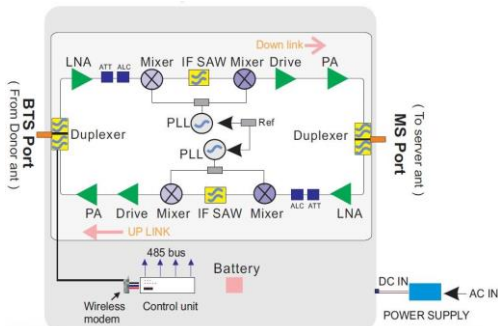 Down link
LNA
ATT ALC
Mixer IF SAW Mixer Drive PA
BTS Port
( From Donor ant )
Duplexer
PLL
Ref
PLL
Duplexer
MS Port
( To server ant )
PA Drive Mixer IF SAW Mixer
ALC ATT
LNA
UP LINK
485 bus
Battery
Wireless
modem
Control unit
DC IN
AC IN
POWER SUPPLY